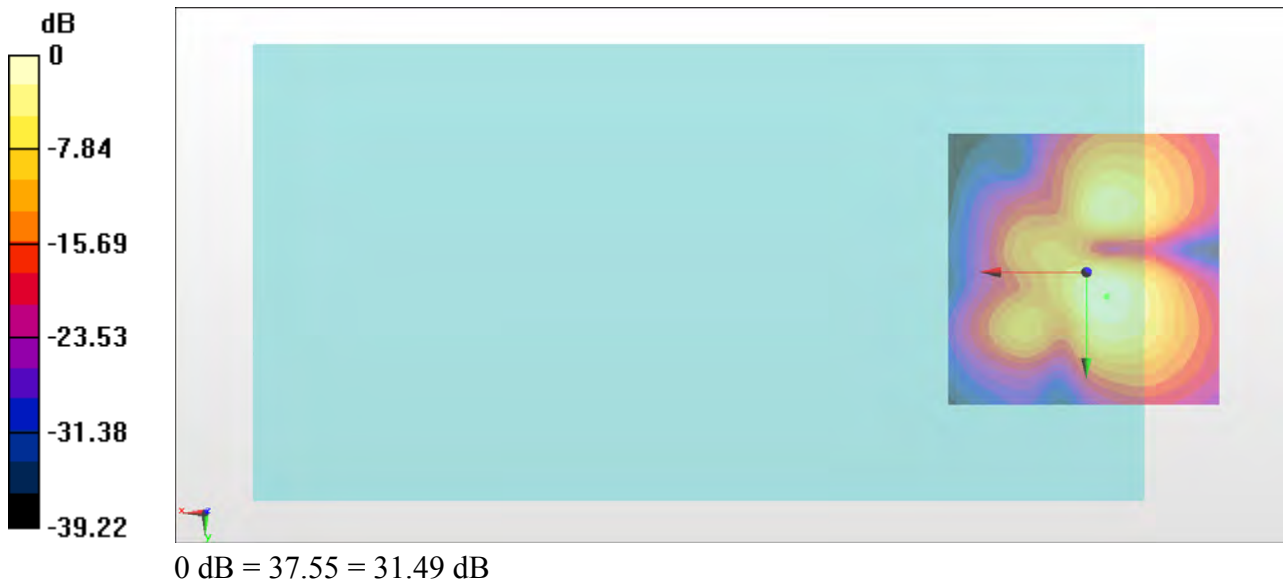 dB
0
-7.84
-15.69
-23.53
-31.38
-39.22
x
z
y
0 dB = 37.55 = 31.49 dB